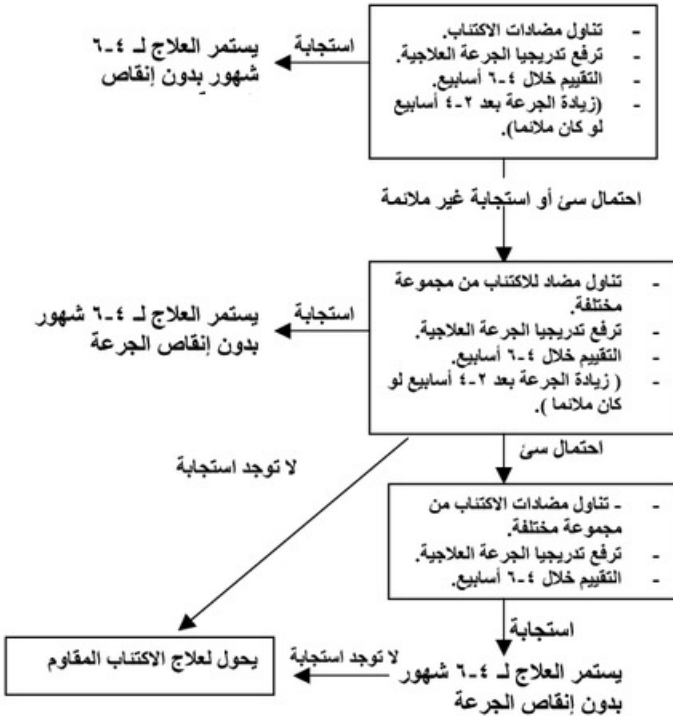 - تناول مضادات الاكتئاب.
- ترفع تدريجيا الجرعة العلاجية.
- التقييم خلال ٤-٦ أسابيع.
- (زيادة الجرعة بعد ٢-٤ أسابيع
لو كان ملائما).
استجابة
يستمر العلاج لـ ٤-٦
شهور بدون إنقاص
احتمال سئ أو استجابة غير ملائمة
- تناول مضاد للاكتئاب من مجموعة
مختلفة.
- ترفع تدريجيا الجرعة العلاجية.
- التقييم خلال ٤-٦ أسابيع.
- ( زيادة الجرعة بعد ٢-٤ أسابيع لو
كان ملائما ).
استجابة
يستمر العلاج لـ ٤-٦ شهور
بدون إنقاص الجرعة
احتمال سئ
لا توجد استجابة
- - تناول مضادات الاكتئاب من
مجموعة مختلفة.
- ترفع تدريجيا الجرعة العلاجية.
- التقييم خلال ٤-٦ أسابيع.
استجابة
يستمر العلاج لـ ٤-٦ شهور
بدون إنقاص الجرعة
لا توجد استجابة
يحول لعلاج الاكتئاب المقاوم